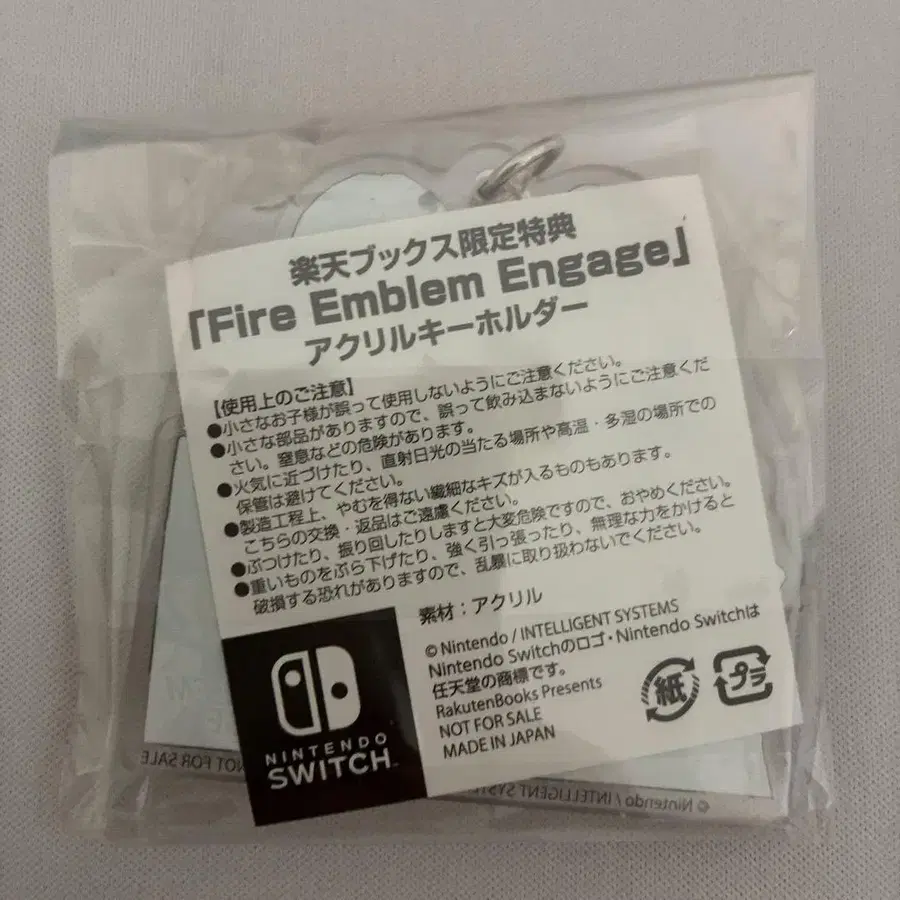 楽天ブックス限定特典
「Fire Emblem Engage」
アクリルキーホルダー
【使用上のご注意】
●小さなお子様が誤って使用しないようにご注意ください。
●小さな部品がありますので、誤って飲み込まないようにご注意くだ
さい。窒息などの危険があります。
●火気に近づけたり、直射日光の当たる場所や高温・多湿の場所での
保管は避けてください。
●製造工程上、やむを得ない繊細なキズが入るものもあります。
こちらの交換・返品はご遠慮ください。
●ぶつけたり、振り回したりしますと大変危険ですので、おやめください。
●重いものをぶら下げたり、強く引っ張ったり、無理な力をかけると
破損する恐れがありますので、乱暴に取り扱わないでください。
素材：アクリル
© Nintendo / INTELLIGENT SYSTEMS
Nintendo Switchのロゴ・Nintendo Switchは
任天堂の商標です。
RakutenBooks Presents
NOT FOR SALE
MADE IN JAPAN
紙
プラ
NINTENDO
SWITCH
NOT FOR SALE
© Nintendo / INTELLIGENT SYSTE